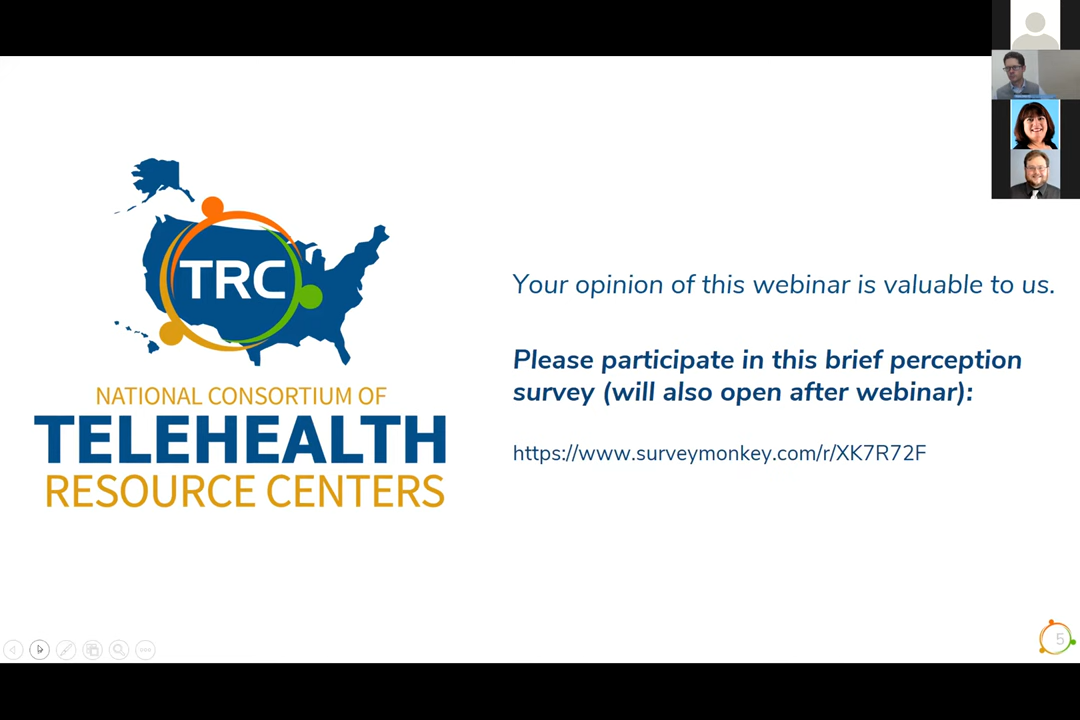 TRC
NATIONAL CONSORTIUM OF
TELEHEALTH
RESOURCE CENTERS
Your opinion of this webinar is valuable to us.
Please participate in this brief perception
survey (will also open after webinar):
https://www.surveymonkey.com/r/XK7R72F
5